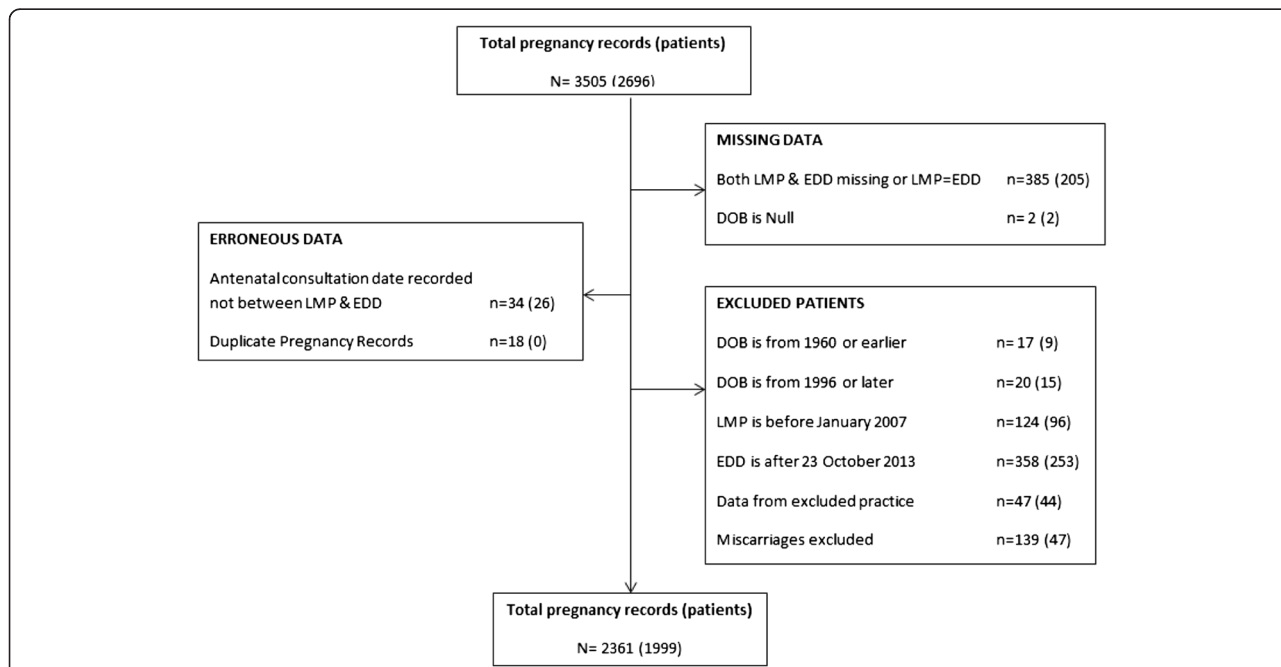 Total pregnancy records (patients)
N= 3505 (2696)
MISSING DATA
Both LMP & EDD missing or LMP=EDD n=385 (205)
DOB is Null n= 2 (2)
ERRONEOUS DATA
Antenatal consultation date recorded
not between LMP & EDD n=34 (26)
Duplicate Pregnancy Records n=18 (0)
EXCLUDED PATIENTS
DOB is from 1960 or earlier n= 17 (9)
DOB is from 1996 or later n=20 (15)
LMP is before January 2007 n=124 (96)
EDD is after 23 October 2013 n=358 (253)
Data from excluded practice n=47 (44)
Miscarriages excluded n=139 (47)
Total pregnancy records (patients)
N= 2361 (1999)